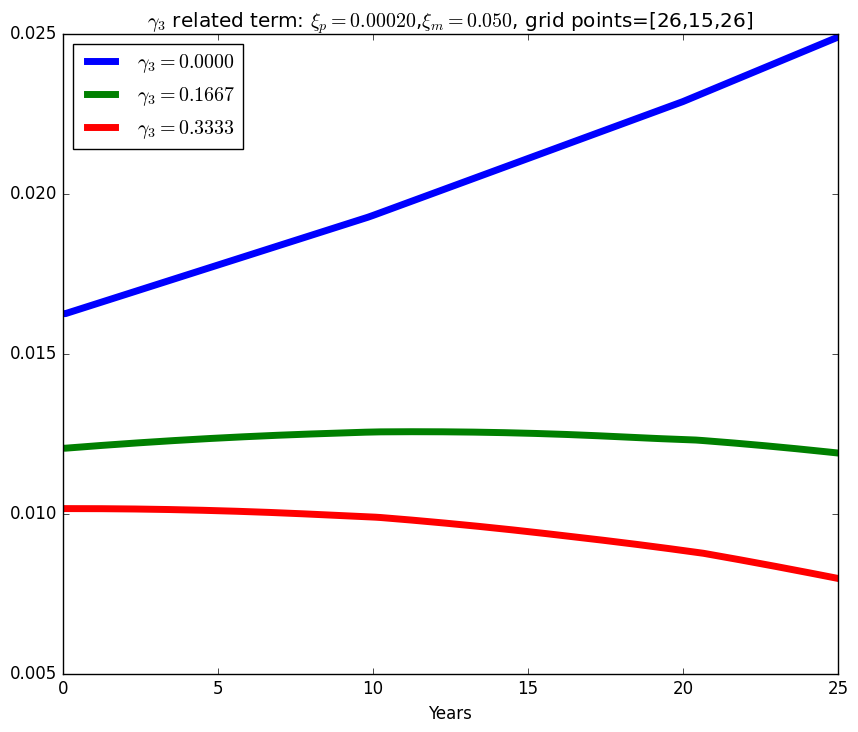 γ₃ related term: ξₚ = 0.00020,ξₘ = 0.050, grid points=[26,15,26]
γ₃ = 0.0000
γ₃ = 0.1667
γ₃ = 0.3333
0.025
0.020
0.015
0.010
0.005
0 5 10 15 20 25
Years